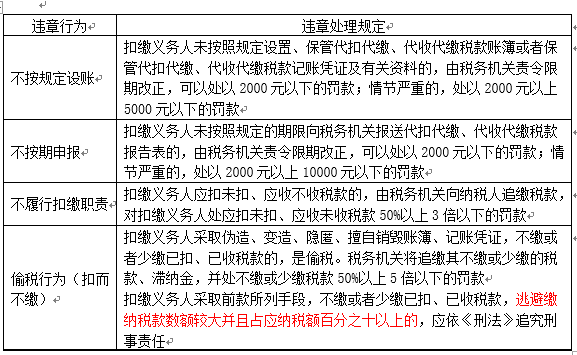 违章行为
违章处理规定
不按规定设账
扣缴义务人未按照规定设置、保管代扣代缴、代收代缴税款账簿或者保
管代扣代缴、代收代缴税款记账凭证及有关资料的，由税务机关责令限
期改正，可以处以 2000 元以下的罚款；情节严重的，处以 2000 元以上
5000 元以下的罚款
不按期申报
扣缴义务人未按照规定的期限向税务机关报送代扣代缴、代收代缴税款
报告表的，由税务机关责令限期改正，可以处以 2000 元以下的罚款；情
节严重的，处以 2000 元以上 10000 元以下的罚款
不履行扣缴职责
扣缴义务人应扣未扣、应收不收税款的，由税务机关向纳税人追缴税款，
对扣缴义务人处应扣未扣、应收未收税款 50%以上 3 倍以下的罚款
偷税行为（扣而
不缴）
扣缴义务人采取伪造、变造、隐匿、擅自销毁账簿、记账凭证，不缴或
者少缴已扣、已收税款的，是偷税。税务机关将追缴其不缴或少缴的税
款、滞纳金，并处不缴或少缴税款 50%以上 5 倍以下的罚款
扣缴义务人采取前款所列手段，不缴或者少缴已扣、已收税款，逃避缴
纳税款数额较大并且占应纳税额百分之十以上的，应依《刑法》追究刑
事责任